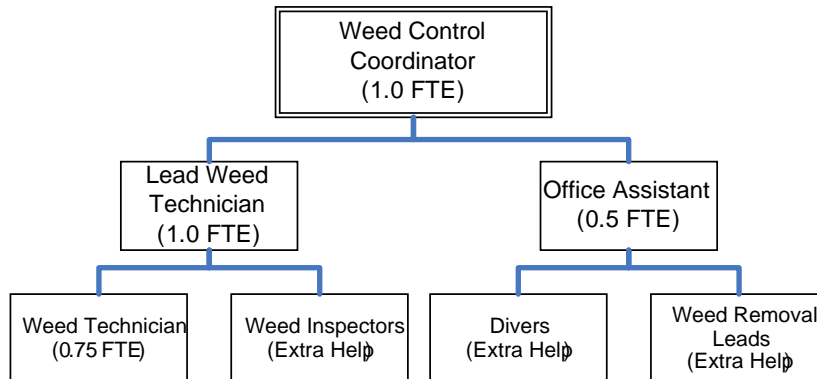 Weed Control
Coordinator
(1.0 FTE)
Lead Weed
Technician
(1.0 FTE)
Office Assistant
(0.5 FTE)
Weed Technician
(0.75 FTE)
Weed Inspectors
(Extra Help)
Divers
(Extra Help)
Weed Removal
Leads
(Extra Help)